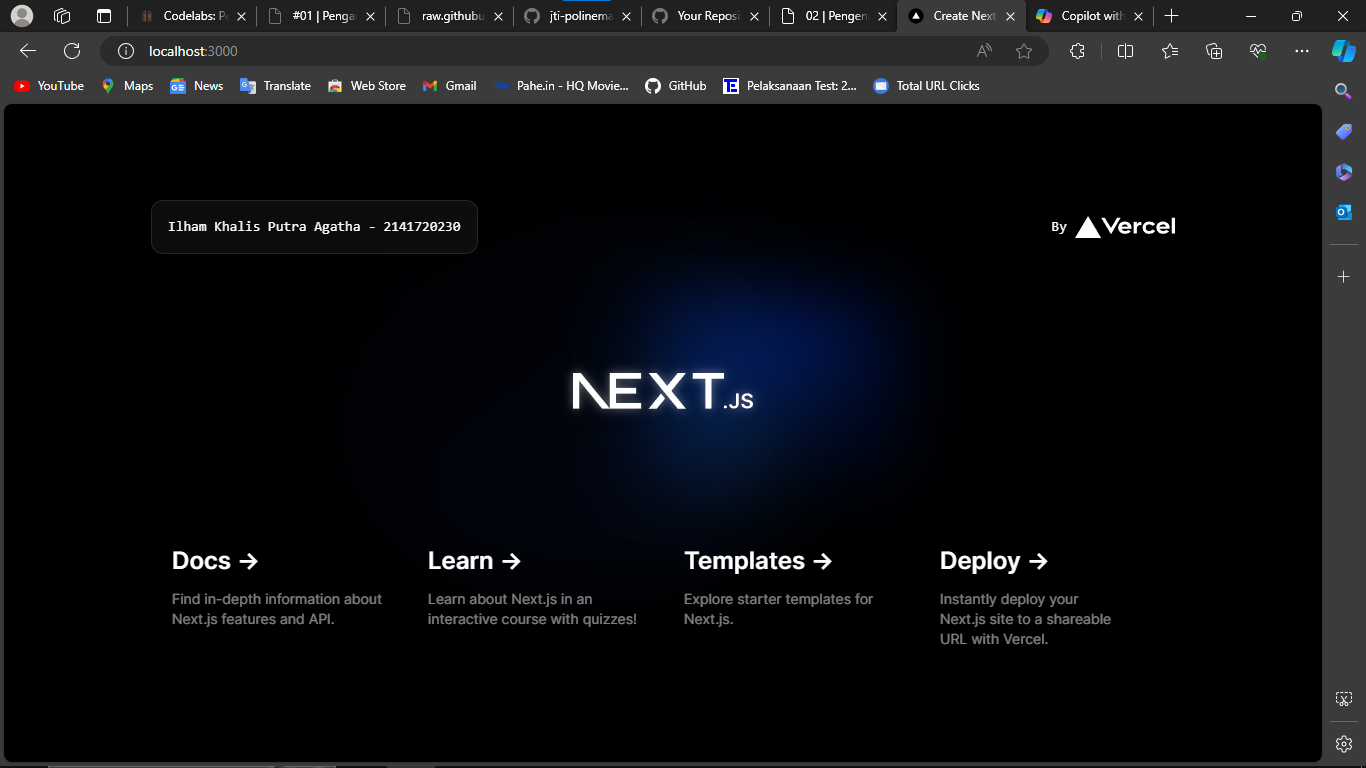 Codelabs: P
#01 | Penga
raw.githubu
jti-polinema
Your Reposi
02 | Pengen
Create Next
Copilot with
localhost:3000
YouTube
Maps
News
Translate
Web Store
Gmail
Pahe.in - HQ Movie...
GitHub
Pelaksanaan Test: 2...
Total URL Clicks
Ilham Khalis Putra Agatha - 2141720230
By Vercel
NEXT.JS
Docs ->
Find in-depth information about
Next.js features and API.
Learn ->
Learn about Next.js in an
interactive course with quizzes!
Templates ->
Explore starter templates for
Next.js.
Deploy ->
Instantly deploy your
Next.js site to a shareable
URL with Vercel.